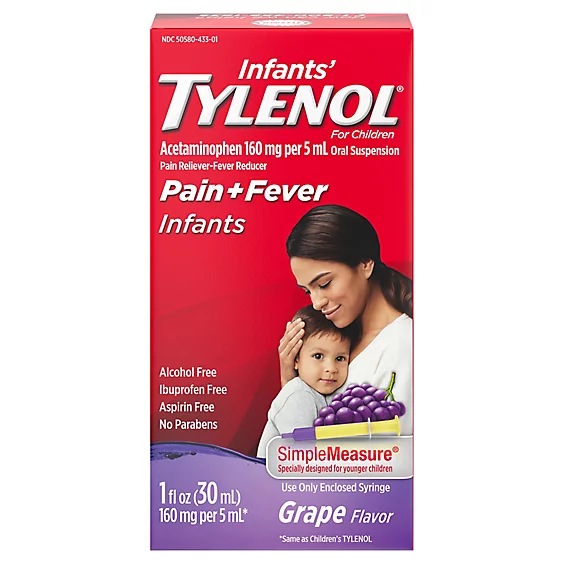 NDC 50580-433-01
Infants'
TYLENOL®
For Children
Acetaminophen 160 mg per 5 mL Oral Suspension
Pain Reliever-Fever Reducer
Pain+Fever
Infants
Alcohol Free
Ibuprofen Free
Aspirin Free
No Parabens
SimpleMeasure®
Specially designed for younger children
1 fl oz (30 mL)
160 mg per 5 mL*
Use Only Enclosed Syringe
Grape Flavor
*Same as Children's TYLENOL